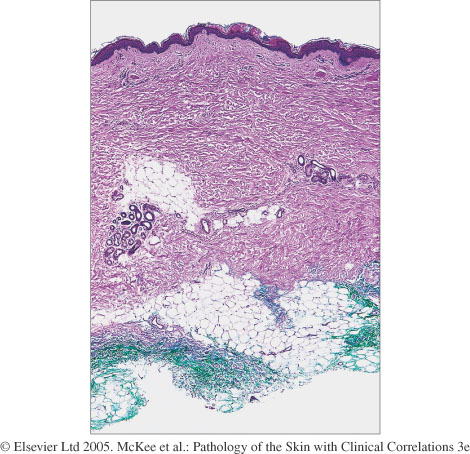 © Elsevier Ltd 2005. McKee et al.: Pathology of the Skin with Clinical Correlations 3e